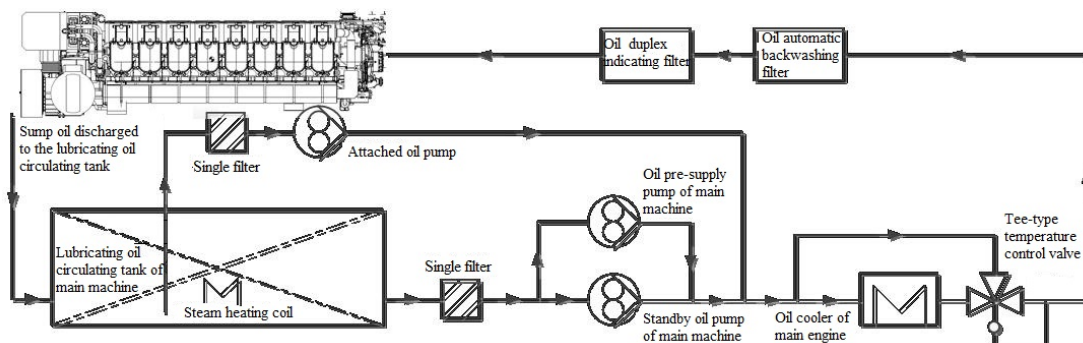 Oil duplex
indicating filter
Oil automatic
backwashing
filter
Sump oil discharged
to the lubricating oil
circulating tank
Single filter
Attached oil pump
Oil pre-supply
pump of main
machine
Tee-type
temperature
control valve
Lubricating oil
circulating tank of
main machine
Steam heating coil
Single filter
Standby oil pump
of main machine
Oil cooler of
main engine